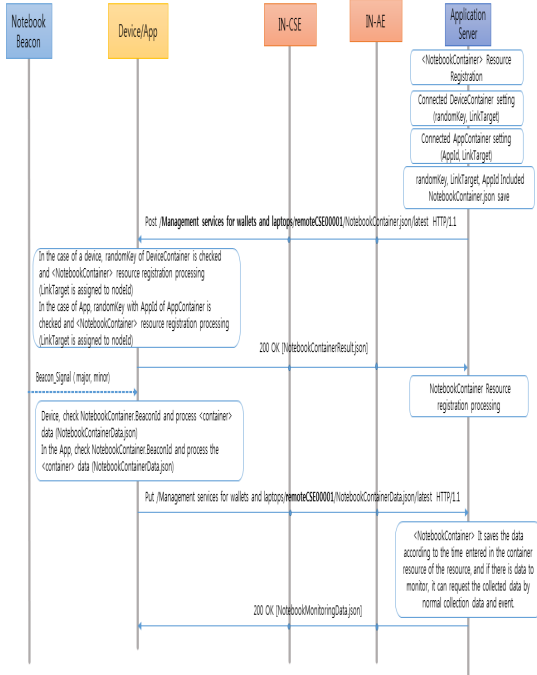 Notebook
Beacon
Device/App
IN-CSE
IN-AE
Application
Server
<NotebookContainer> Resource
Registration
Connected DeviceContainer setting
(randomKey, LinkTarget)
Connected AppContainer setting
(AppId, LinkTarget)
randomKey, LinkTarget, AppId Included
NotebookContainer.json save
Post /Management services for wallets and laptops/remoteCSE00001/NotebookContainer.json/latest HTTP/1.1
In the case of a device, randomKey of DeviceContainer is checked
and <NotebookContainer> resource registration processing
(LinkTarget is assigned to nodeId)
In the case of App, randomKey with AppId of AppContainer is
checked and <NotebookContainer> resource registration processing
(LinkTarget is assigned to nodeId)
200 OK [NotebookContainerResult.json]
Beacon_Signal ( major, minor)
NotebookContainer Resource
registration processing
Device, check NotebookContainer.BeaconId and process <container>
data (NotebookContainerData.json)
In the App, check NotebookContainer.BeaconId and process the
<container> data (NotebookContainerData.json)
Put /Management services for wallets and laptops/remoteCSE00001/NotebookContainerData.json/latest HTTP/1.1
<NotebookContainer> It saves the data
according to the time entered in the container
resource of the resource, and if there is data to
monitor, it can request the collected data by
normal collection data and event.
200 OK [NotebookMonitoringData.json]